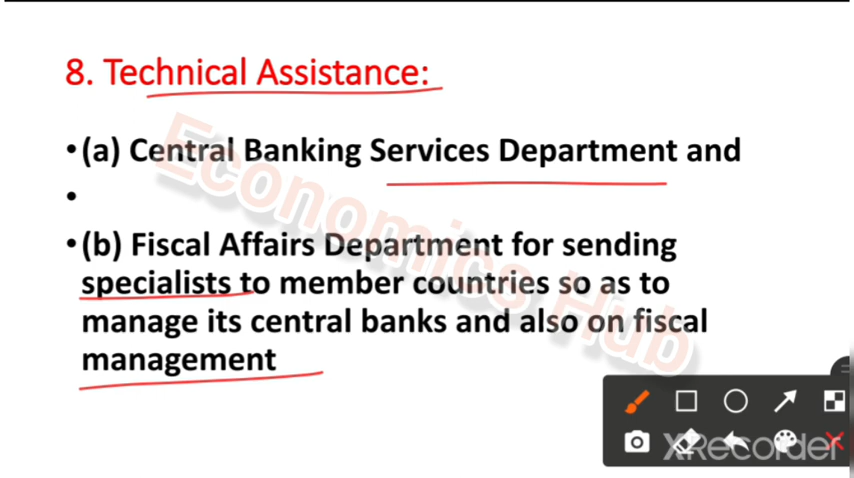 8. Technical Assistance:
•(a) Central Banking Services Department and
•
•(b) Fiscal Affairs Department for sending
specialists to member countries so as to
manage its central banks and also on fiscal
management
Economics Hub
XRecorder